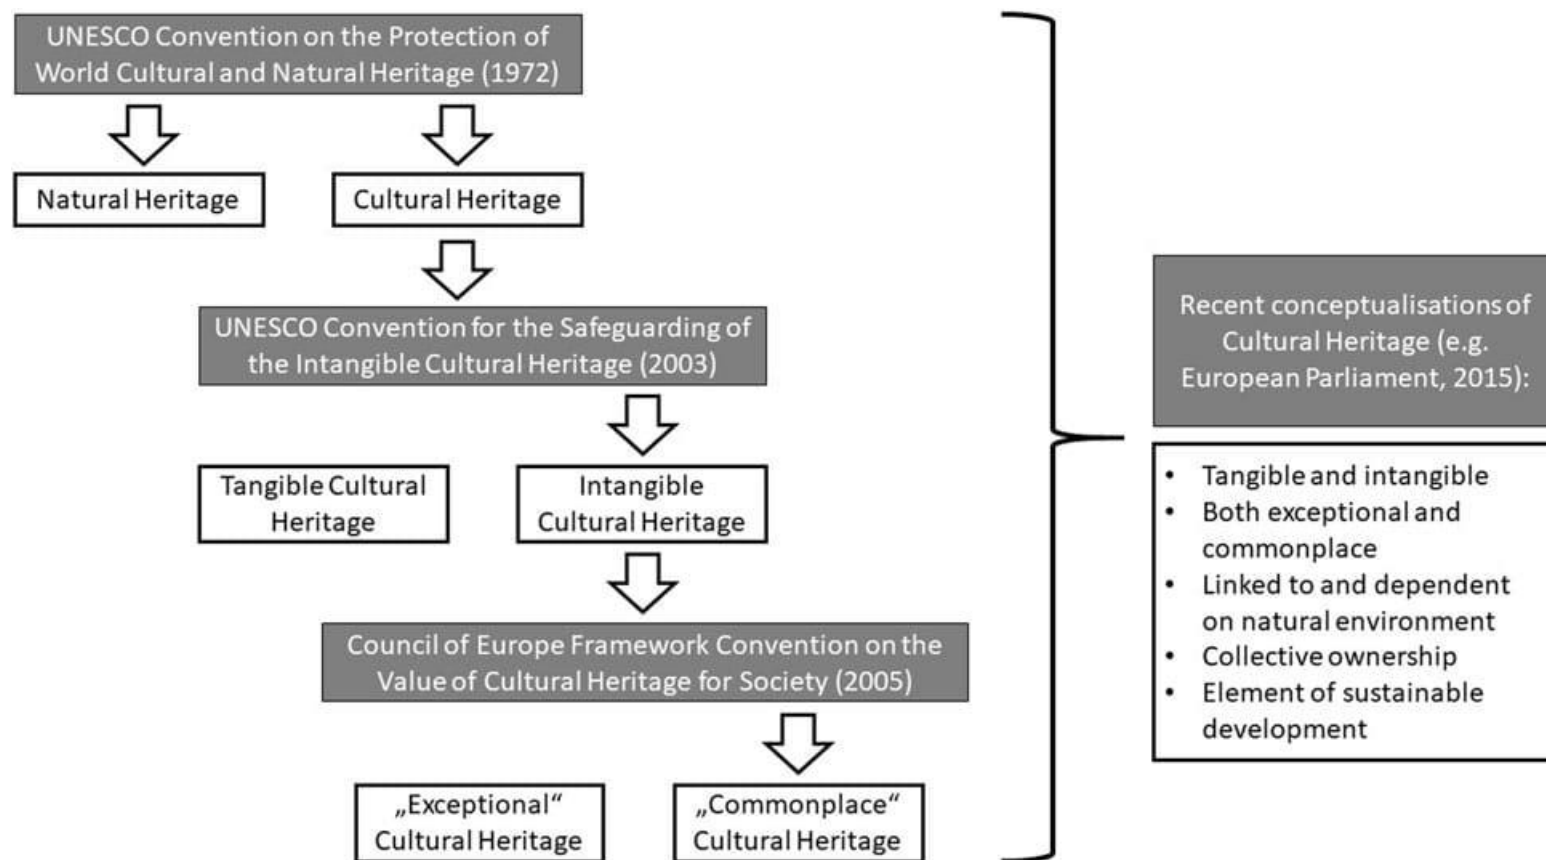 UNESCO Convention on the Protection of
World Cultural and Natural Heritage (1972)
Natural Heritage
Cultural Heritage
UNESCO Convention for the Safeguarding of
the Intangible Cultural Heritage (2003)
Tangible Cultural
Heritage
Intangible
Cultural Heritage
Council of Europe Framework Convention on the
Value of Cultural Heritage for Society (2005)
„Exceptional“
Cultural Heritage
„Commonplace“
Cultural Heritage
Recent conceptualisations of
Cultural Heritage (e.g.
European Parliament, 2015):
• Tangible and intangible
• Both exceptional and
commonplace
• Linked to and dependent
on natural environment
• Collective ownership
• Element of sustainable
development